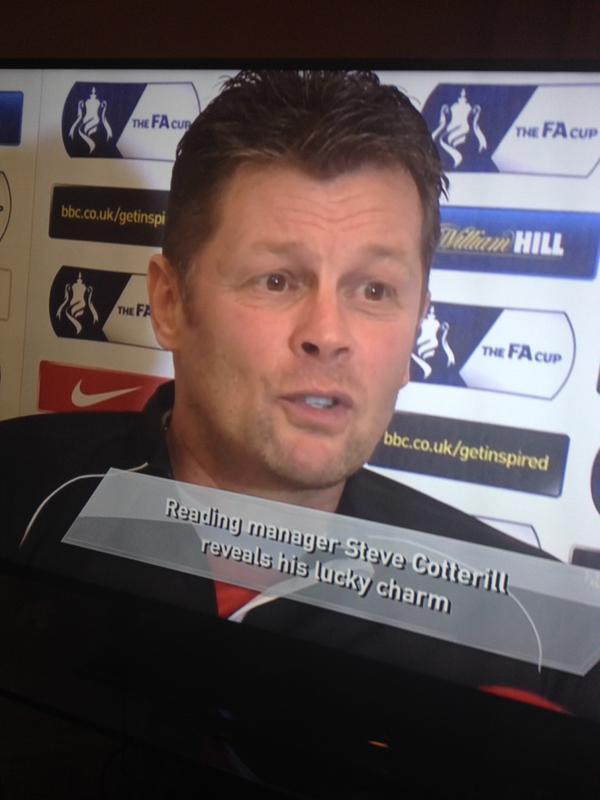 THE FA CUP
THE FA CUP
bbc.co.uk/getinspi
William HILL
THE FA
THE FA CUP
bbc.co.uk/getinspired
Reading manager Steve Cotterill
reveals his lucky charm